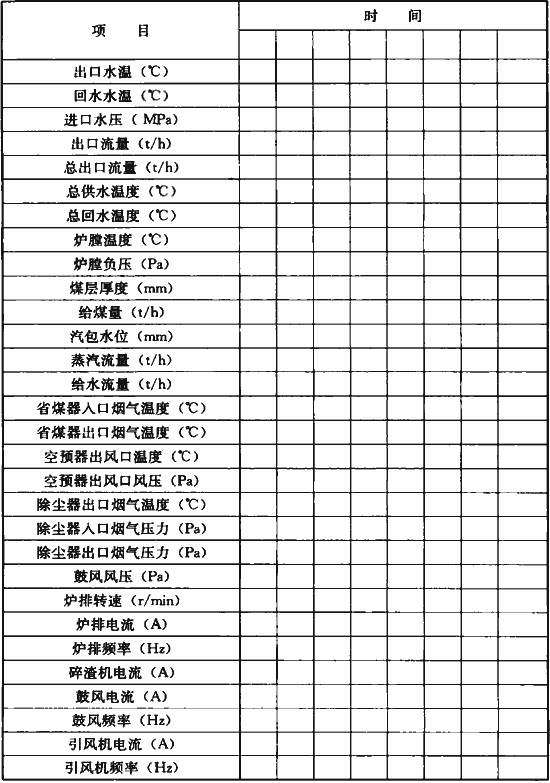 项 目
时 间
出口水温（℃）
回水水温（℃）
进口水压（ MPa）
出口流量（t/h）
总出口流量（t/h）
总供水温度（℃）
总回水温度（℃）
炉膛温度（℃）
炉膛负压（Pa）
煤层厚度（mm）
给煤量（t/h）
汽包水位（mm）
蒸汽流量（t/h）
给水流量（t/h）
省煤器入口烟气温度（℃）
省煤器出口烟气温度（℃）
空预器出风口温度（℃）
空预器出风口风压（Pa）
除尘器出口烟气温度（℃）
除尘器入口烟气压力（Pa）
除尘器出口烟气压力（Pa）
鼓风风压（Pa）
炉排转速（r/min）
炉排电流（A）
炉排频率（Hz）
碎渣机电流（A）
鼓风电流（A）
鼓风频率（Hz）
引风机电流（A）
引风机频率（Hz）